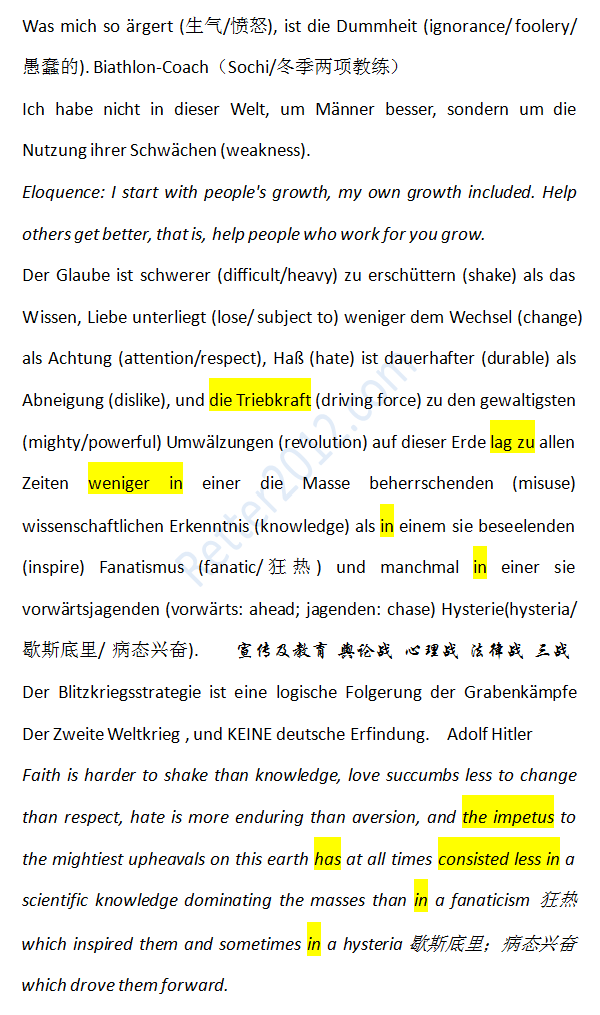 Was mich so ärgert (生气/愤怒), ist die Dummheit (ignorance/foolery/
愚蠢的). Biathlon-Coach（Sochi/冬季两项教练）
Ich habe nicht in dieser Welt, um Männer besser, sondern um die
Nutzung ihrer Schwächen (weakness).
Eloquence: I start with people's growth, my own growth included. Help
others get better, that is, help people who work for you grow.
Der Glaube ist schwerer (difficult/heavy) zu erschüttern (shake) als das
Wissen, Liebe unterliegt (lose/ subject to) weniger dem Wechsel (change)
als Achtung (attention/respect), Haß (hate) ist dauerhafter (durable) als
Abneigung (dislike), und die Triebkraft (driving force) zu den gewaltigsten
(mighty/powerful) Umwälzungen (revolution) auf dieser Erde lag zu allen
Zeiten weniger in einer die Masse beherrschenden (misuse)
wissenschaftlichen Erkenntnis (knowledge) als in einem sie beseelenden
(inspire) Fanatismus (fanatic/狂热) und manchmal in einer sie
vorwärtsjagenden (vorwärts: ahead; jagenden: chase) Hysterie(hysteria/
歇斯底里/ 病态兴奋). 宣传及教育 舆论战 心理战 法律战 三战
Der Blitzkriegsstrategie ist eine logische Folgerung der Grabenkämpfe
Der Zweite Weltkrieg , und KEINE deutsche Erfindung. Adolf Hitler
Faith is harder to shake than knowledge, love succumbs less to change
than respect, hate is more enduring than aversion, and the impetus to
the mightiest upheavals on this earth has at all times consisted less in a
scientific knowledge dominating the masses than in a fanaticism 狂热
which inspired them and sometimes in a hysteria 歇斯底里；病态兴奋
which drove them forward.
Retter2012.com